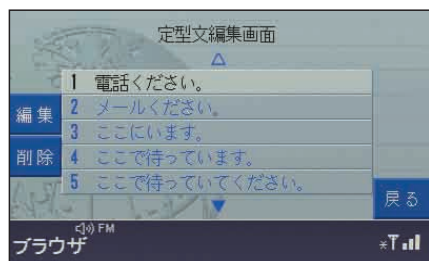 定型文編集画面
1 電話ください。
2 メールください。
3 ここにいます。
4 ここで待っています。
5 ここで待っていてください。
編集
削除
戻る
FM
ブラウザ